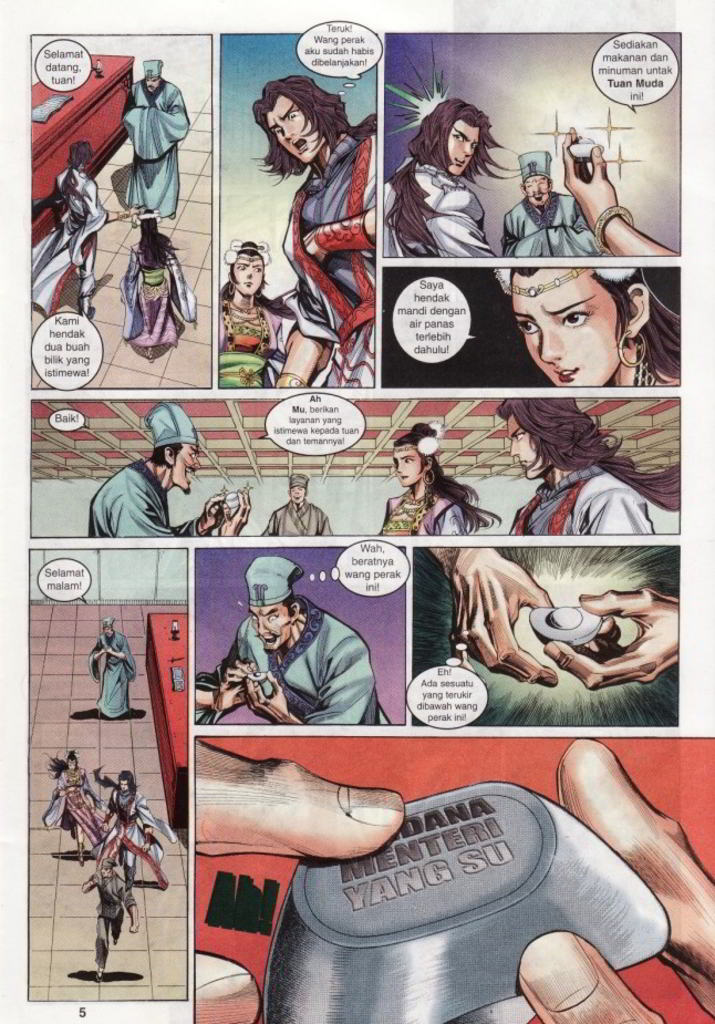 Selamat
datang,
tuan!
Kami
hendak
dua buah
bilik yang
istimewa!
Teruk!
Wang perak
aku sudah habis
dibelanjakan!
Sediakan
makanan dan
minuman untak
Tuan Muda
ini!
Saya
hendak
mandi dengan
air panas
terlebih
dahulu!
Baik!
Ah
Mu, berikan
layanan yang
istimewa kepada tuan
dan temannya!
Selamat
malam!
Wah,
beratnya
wang perak
ini!
Eh!
Ada sesuatu
yang terukir
dibawah wang
perak ini!
DANA
MENTERI
YANG SU
Ah!
5